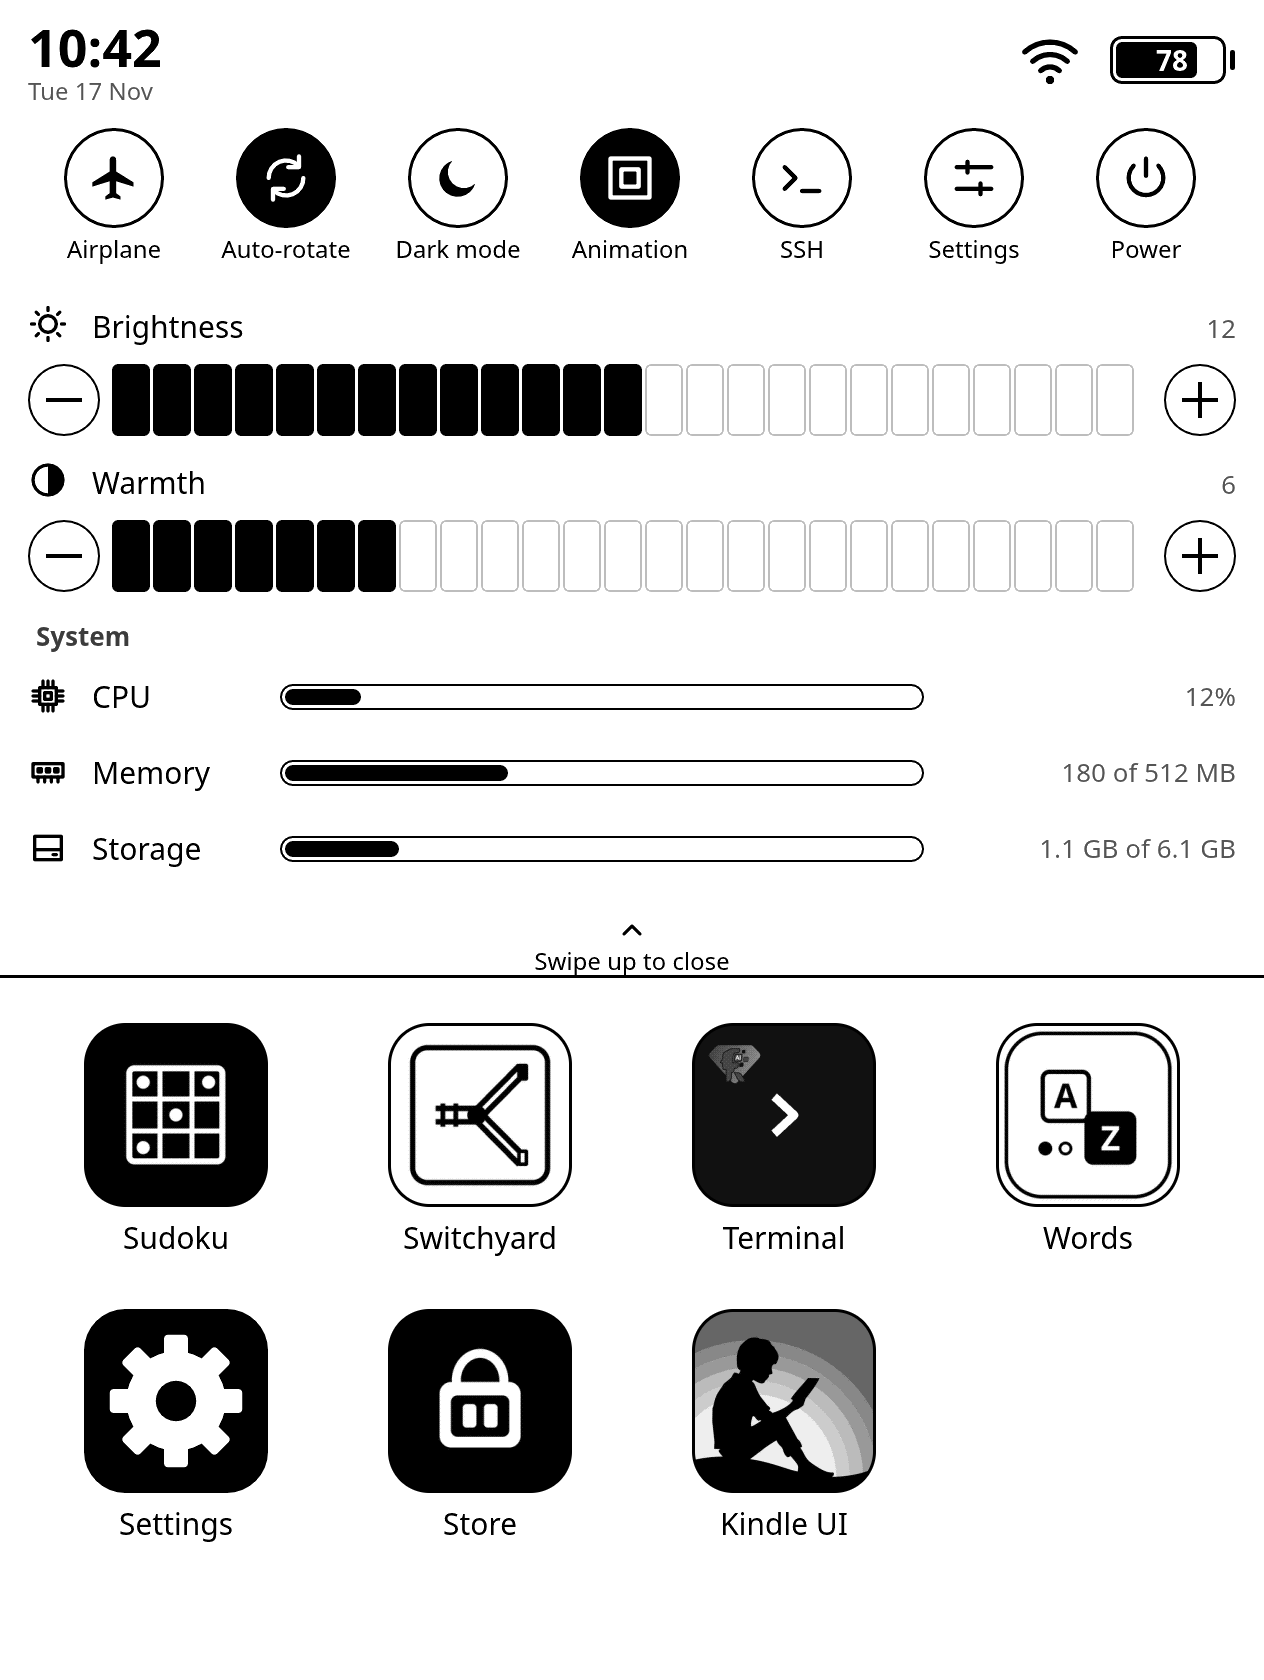 10:42
Tue 17 Nov
78
Airplane
Auto-rotate
Dark mode
Animation
SSH
Settings
Power
Brightness
12
Warmth
6
System
CPU
12%
Memory
180 of 512 MB
Storage
1.1 GB of 6.1 GB
Swipe up to close
AI
A
Z
Sudoku
Switchyard
Terminal
Words
Settings
Store
Kindle UI